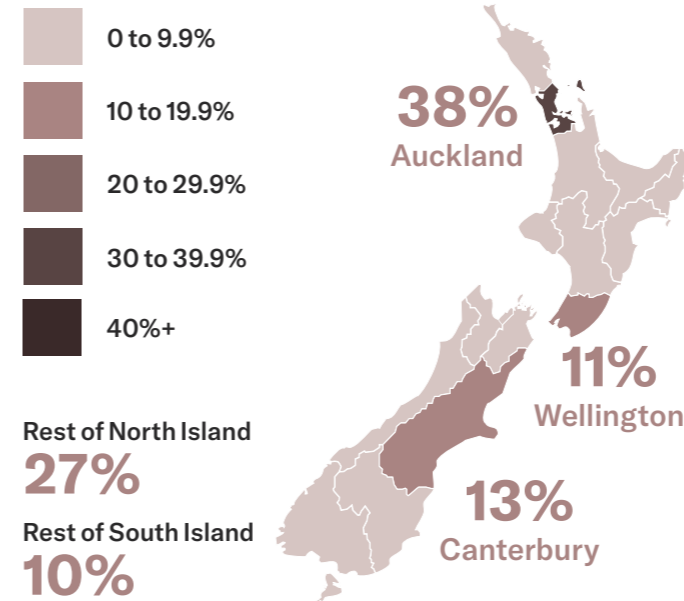 0 to 9.9%
10 to 19.9%
20 to 29.9%
30 to 39.9%
40%+
38%
Auckland
11%
Wellington
13%
Canterbury
Rest of North Island
27%
Rest of South Island
10%